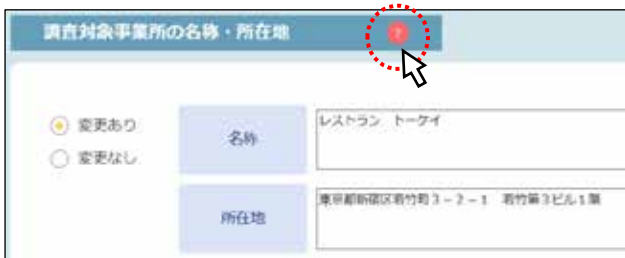 調査対象事業所の名称・所在地 ?
変更あり
変更なし
名称
レストラン トーケイ
所在地
東京都新宿区若竹町3-2-1 若竹第3ビル1階